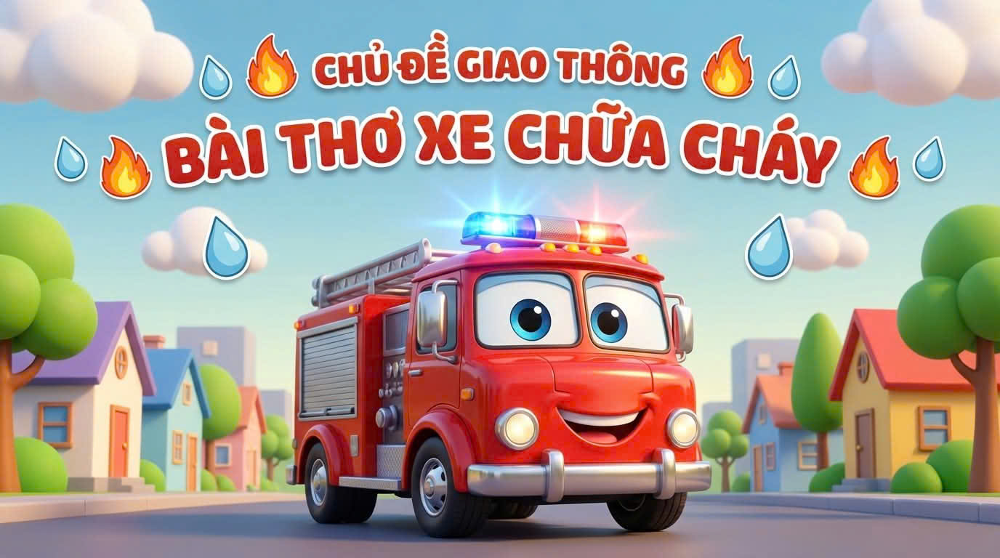 CHỦ ĐỀ GIAO THÔNG
BÀI THƠ XE CHỮA CHÁY